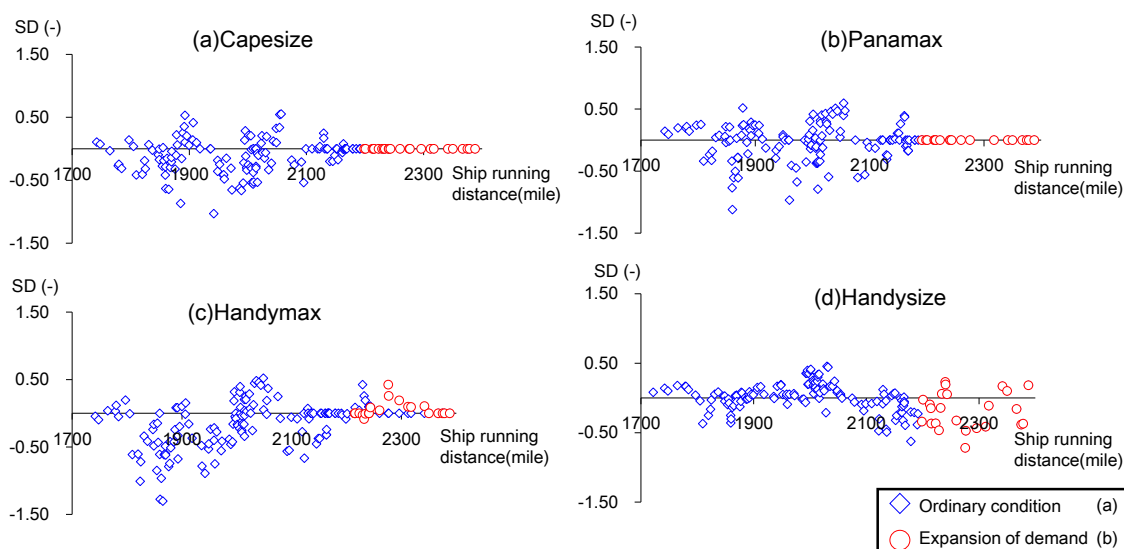 SD (-)
(a)Capesize
1.50
0.50
-0.50
-1.50
1700
1900
2100
2300
Ship running
distance(mile)
SD (-)
(b)Panamax
1.50
0.50
-0.50
-1.50
1700
1900
2100
2300
Ship running
distance(mile)
SD (-)
(c)Handymax
1.50
0.50
-0.50
-1.50
1700
1900
2100
2300
Ship running
distance(mile)
SD (-)
(d)Handysize
1.50
0.50
-0.50
-1.50
1700
1900
2100
2300
Ship running
distance(mile)
Ordinary condition (a)
Expansion of demand (b)